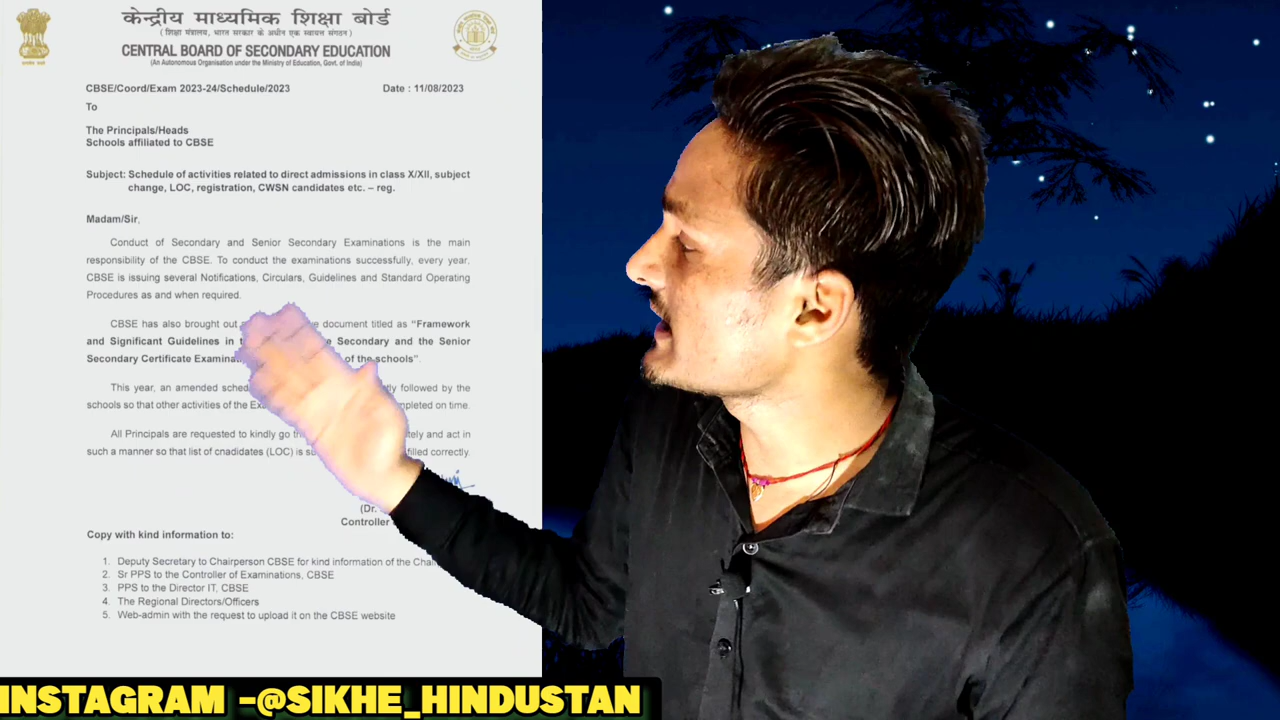 केन्द्रीय माध्यमिक शिक्षा बोर्ड
(शिक्षा मंत्रालय, भारत सरकार के अधीन एक स्वायत्त संगठन)
CENTRAL BOARD OF SECONDARY EDUCATION
(An Autonomous Organisation under the Ministry of Education, Govt. of India)
CBSE/Coord/Exam 2023-24/Schedule/2023 Date : 11/08/2023
To
The Principals/Heads
Schools affiliated to CBSE
Subject: Schedule of activities related to direct admissions in class X/XII, subject
change, LOC, registration, CWSN candidates etc. – reg.
Madam/Sir,
Conduct of Secondary and Senior Secondary Examinations is the main
responsibility of the CBSE. To conduct the examinations successfully, every year,
CBSE is issuing several Notifications, Circulars, Guidelines and Standard Operating
Procedures as and when required.
CBSE has also brought out document titled as “Framework
and Significant Guidelines in Secondary and the Senior
Secondary Certificate of the schools”.
This year, an amended followed by the
schools so that other activities of the on time.
All Principals are requested to kindly go and act in
such a manner so that list of cnadidates (LOC) is filled correctly.
(Dr.
Controller
Copy with kind information to:
1. Deputy Secretary to Chairperson CBSE for kind information of the
2. Sr PPS to the Controller of Examinations, CBSE
3. PPS to the Director IT, CBSE
4. The Regional Directors/Officers
5. Web-admin with the request to upload it on the CBSE website
INSTAGRAM -@SIKHE_HINDUSTAN